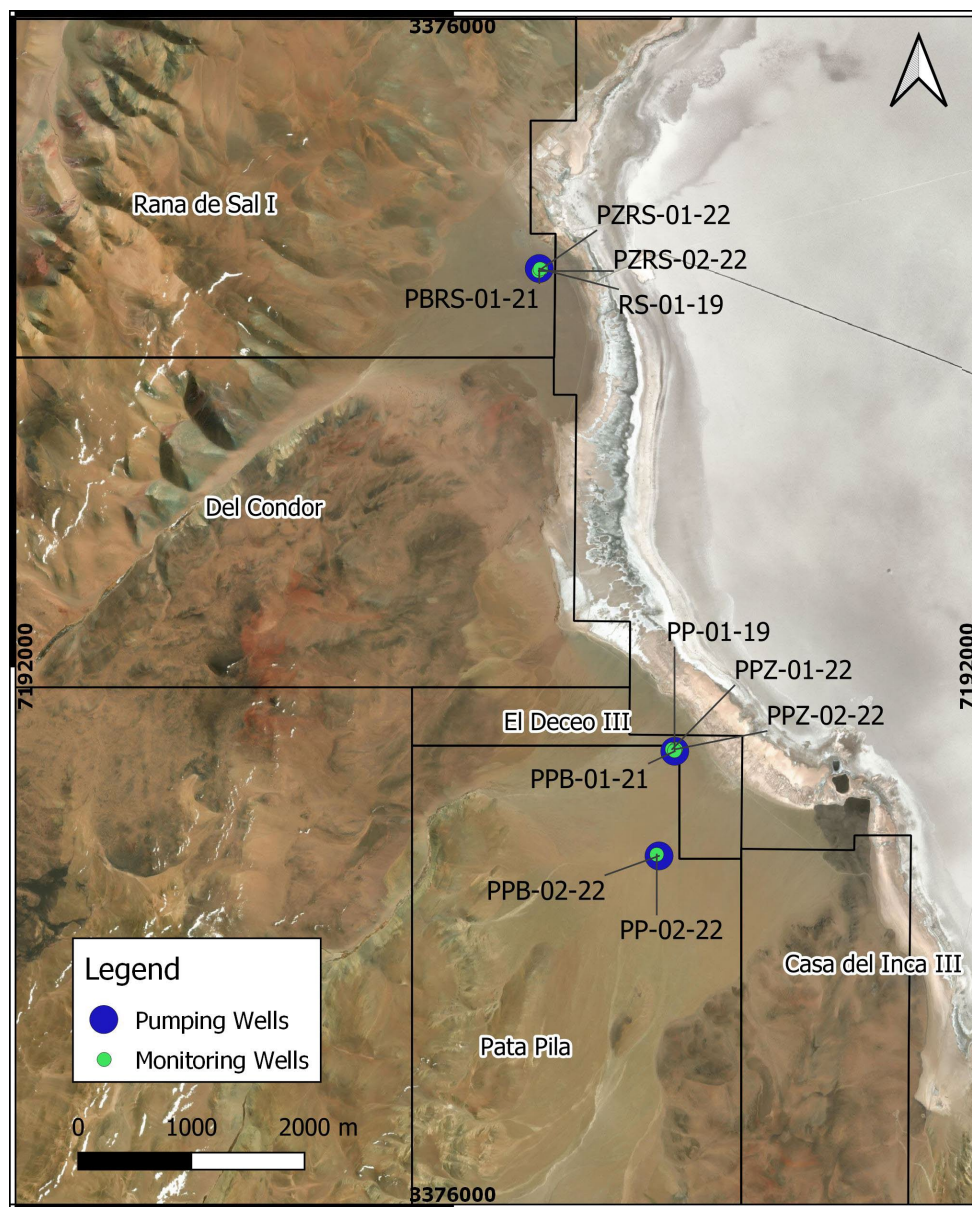 3376000
Rana de Sal I
PZRS-01-22
PZRS-02-22
PBRS-01-21
RS-01-19
Del Condor
7192000
7192000
PP-01-19
PPZ-01-22
PPZ-02-22
El Deceo III
PPB-01-21
PPB-02-22
PP-02-22
Casa del Inca III
Pata Pila
Legend
Pumping Wells
Monitoring Wells
0 1000 2000 m
3376000